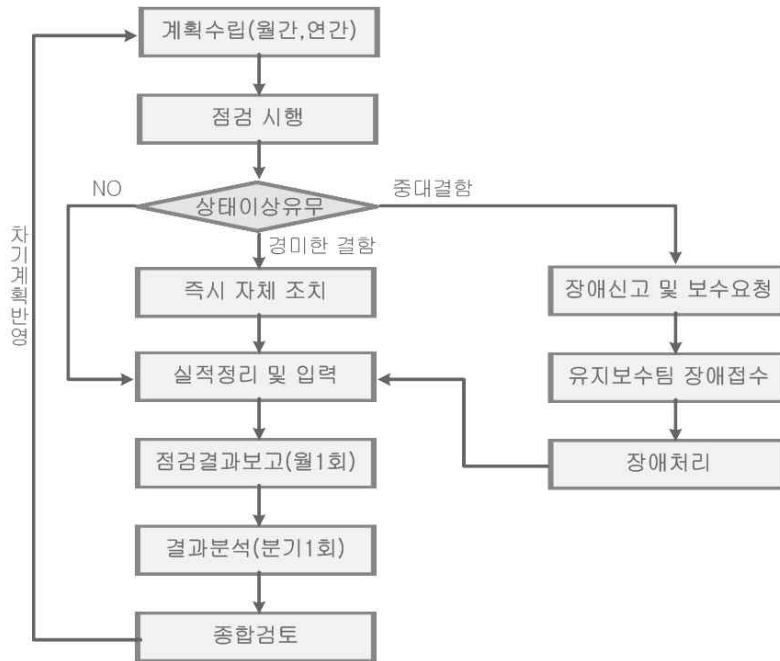 계획수립(월간,연간)
점검 시행
NO
중대결함
상태이상유무
경미한 결함
차기계획반영
즉시 자체 조치
장애신고 및 보수요청
실적정리 및 입력
유지보수팀 장애접수
점검결과보고(월1회)
장애처리
결과분석(분기1회)
종합검토